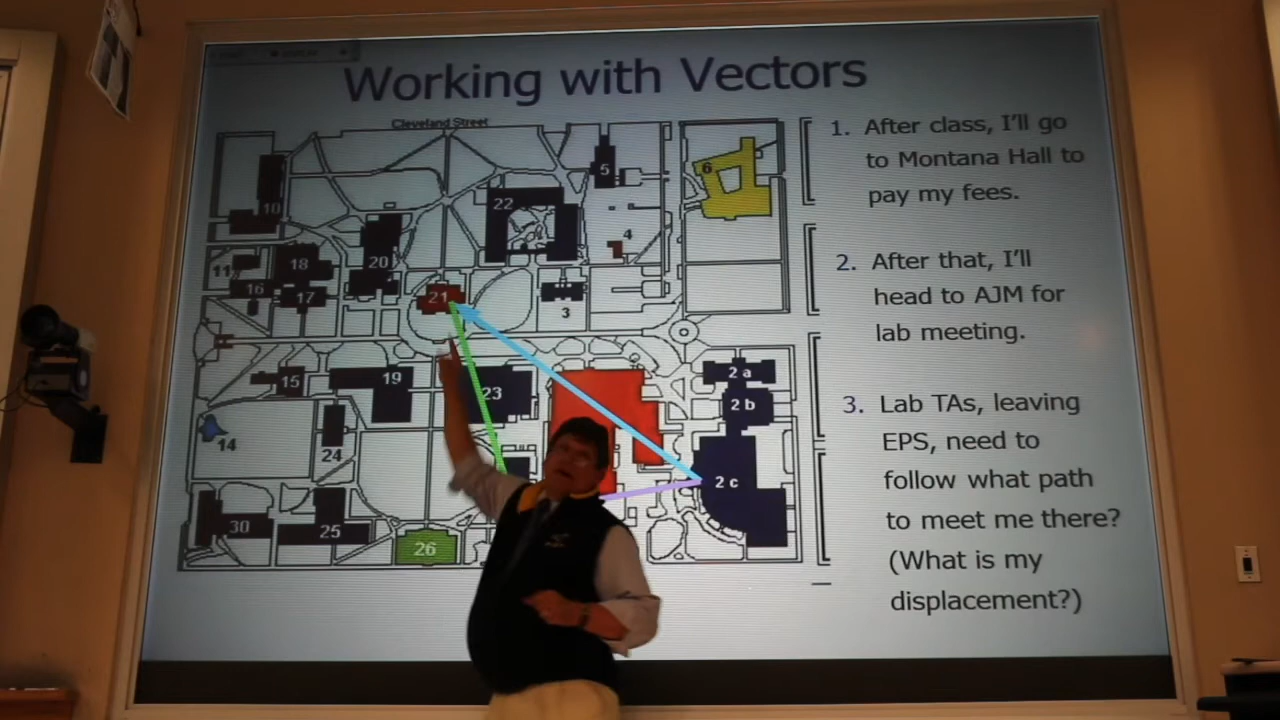 Working with Vectors
Cleveland Street
1. After class, I'll go
to Montana Hall to
pay my fees.
2. After that, I'll
head to AJM for
lab meeting.
3. Lab TAs, leaving
EPS, need to
follow what path
to meet me there?
(What is my
displacement?)
5
6
10
22
4
11
18
20
16
17
21
3
15
19
23
2 a
2 b
14
24
2 c
30
25
26